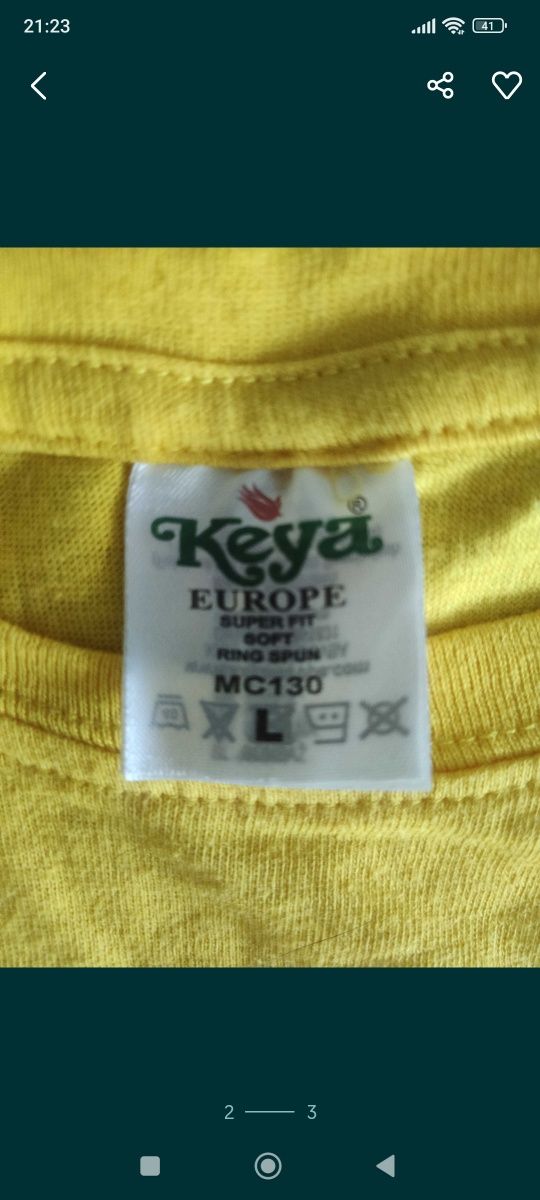 21:23
41
Keya®
EUROPE
SUPER FIT
SOFT
RING SPUN
MC130
L
2
3